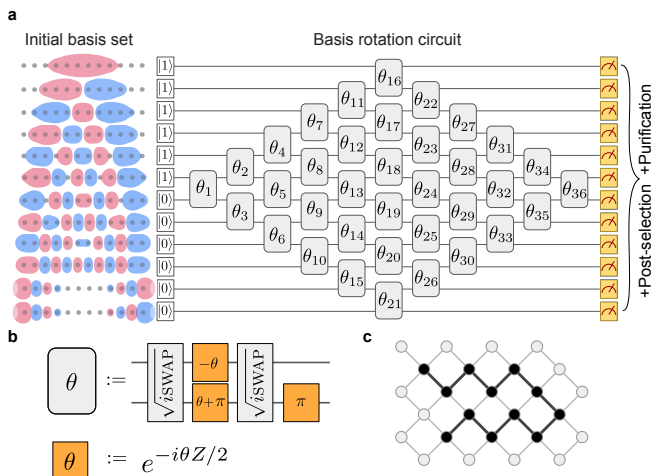 a
Initial basis set
Basis rotation circuit
|1⟩
|1⟩
|1⟩
|1⟩
|1⟩
|1⟩
|0⟩
|0⟩
|0⟩
|0⟩
|0⟩
|0⟩
θ₁
θ₂
θ₃
θ₄
θ₅
θ₆
θ₇
θ₈
θ₉
θ₁₀
θ₁₁
θ₁₂
θ₁₃
θ₁₄
θ₁₅
θ₁₆
θ₁₇
θ₁₈
θ₁₉
θ₂₀
θ₂₁
θ₂₂
θ₂₃
θ₂₄
θ₂₅
θ₂₆
θ₂₇
θ₂₈
θ₂₉
θ₃₀
θ₃₁
θ₃₂
θ₃₃
θ₃₄
θ₃₅
θ₃₆
+Post-selection +Purification
b
θ := √iSWAP −θ θ+π √iSWAP π
θ := e^{−iθZ/2}
c